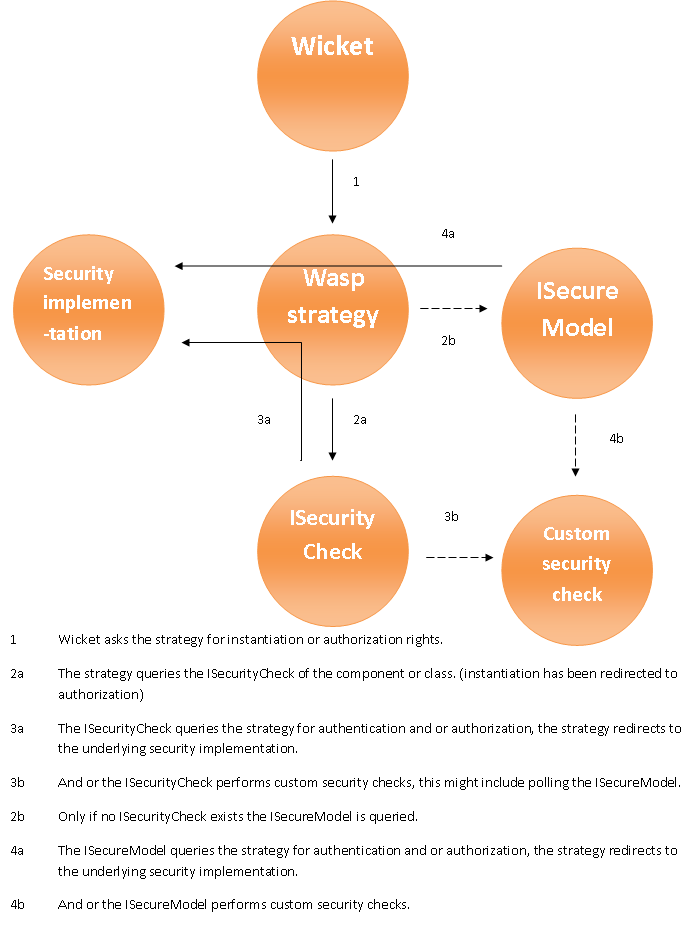 Wicket
1
4a
Security
implemen
-tation
Wasp
strategy
ISecure
Model
2b
3a
2a
4b
ISecurity
Check
3b
Custom
security
check
1 Wicket asks the strategy for instantiation or authorization rights.
2a The strategy queries the ISecurityCheck of the component or class. (instantiation has been redirected to
authorization)
3a The ISecurityCheck queries the strategy for authentication and or authorization, the strategy redirects to
the underlying security implementation.
3b And or the ISecurityCheck performs custom security checks, this might include polling the ISecureModel.
2b Only if no ISecurityCheck exists the ISecureModel is queried.
4a The ISecureModel queries the strategy for authentication and or authorization, the strategy redirects to
the underlying security implementation.
4b And or the ISecureModel performs custom security checks.